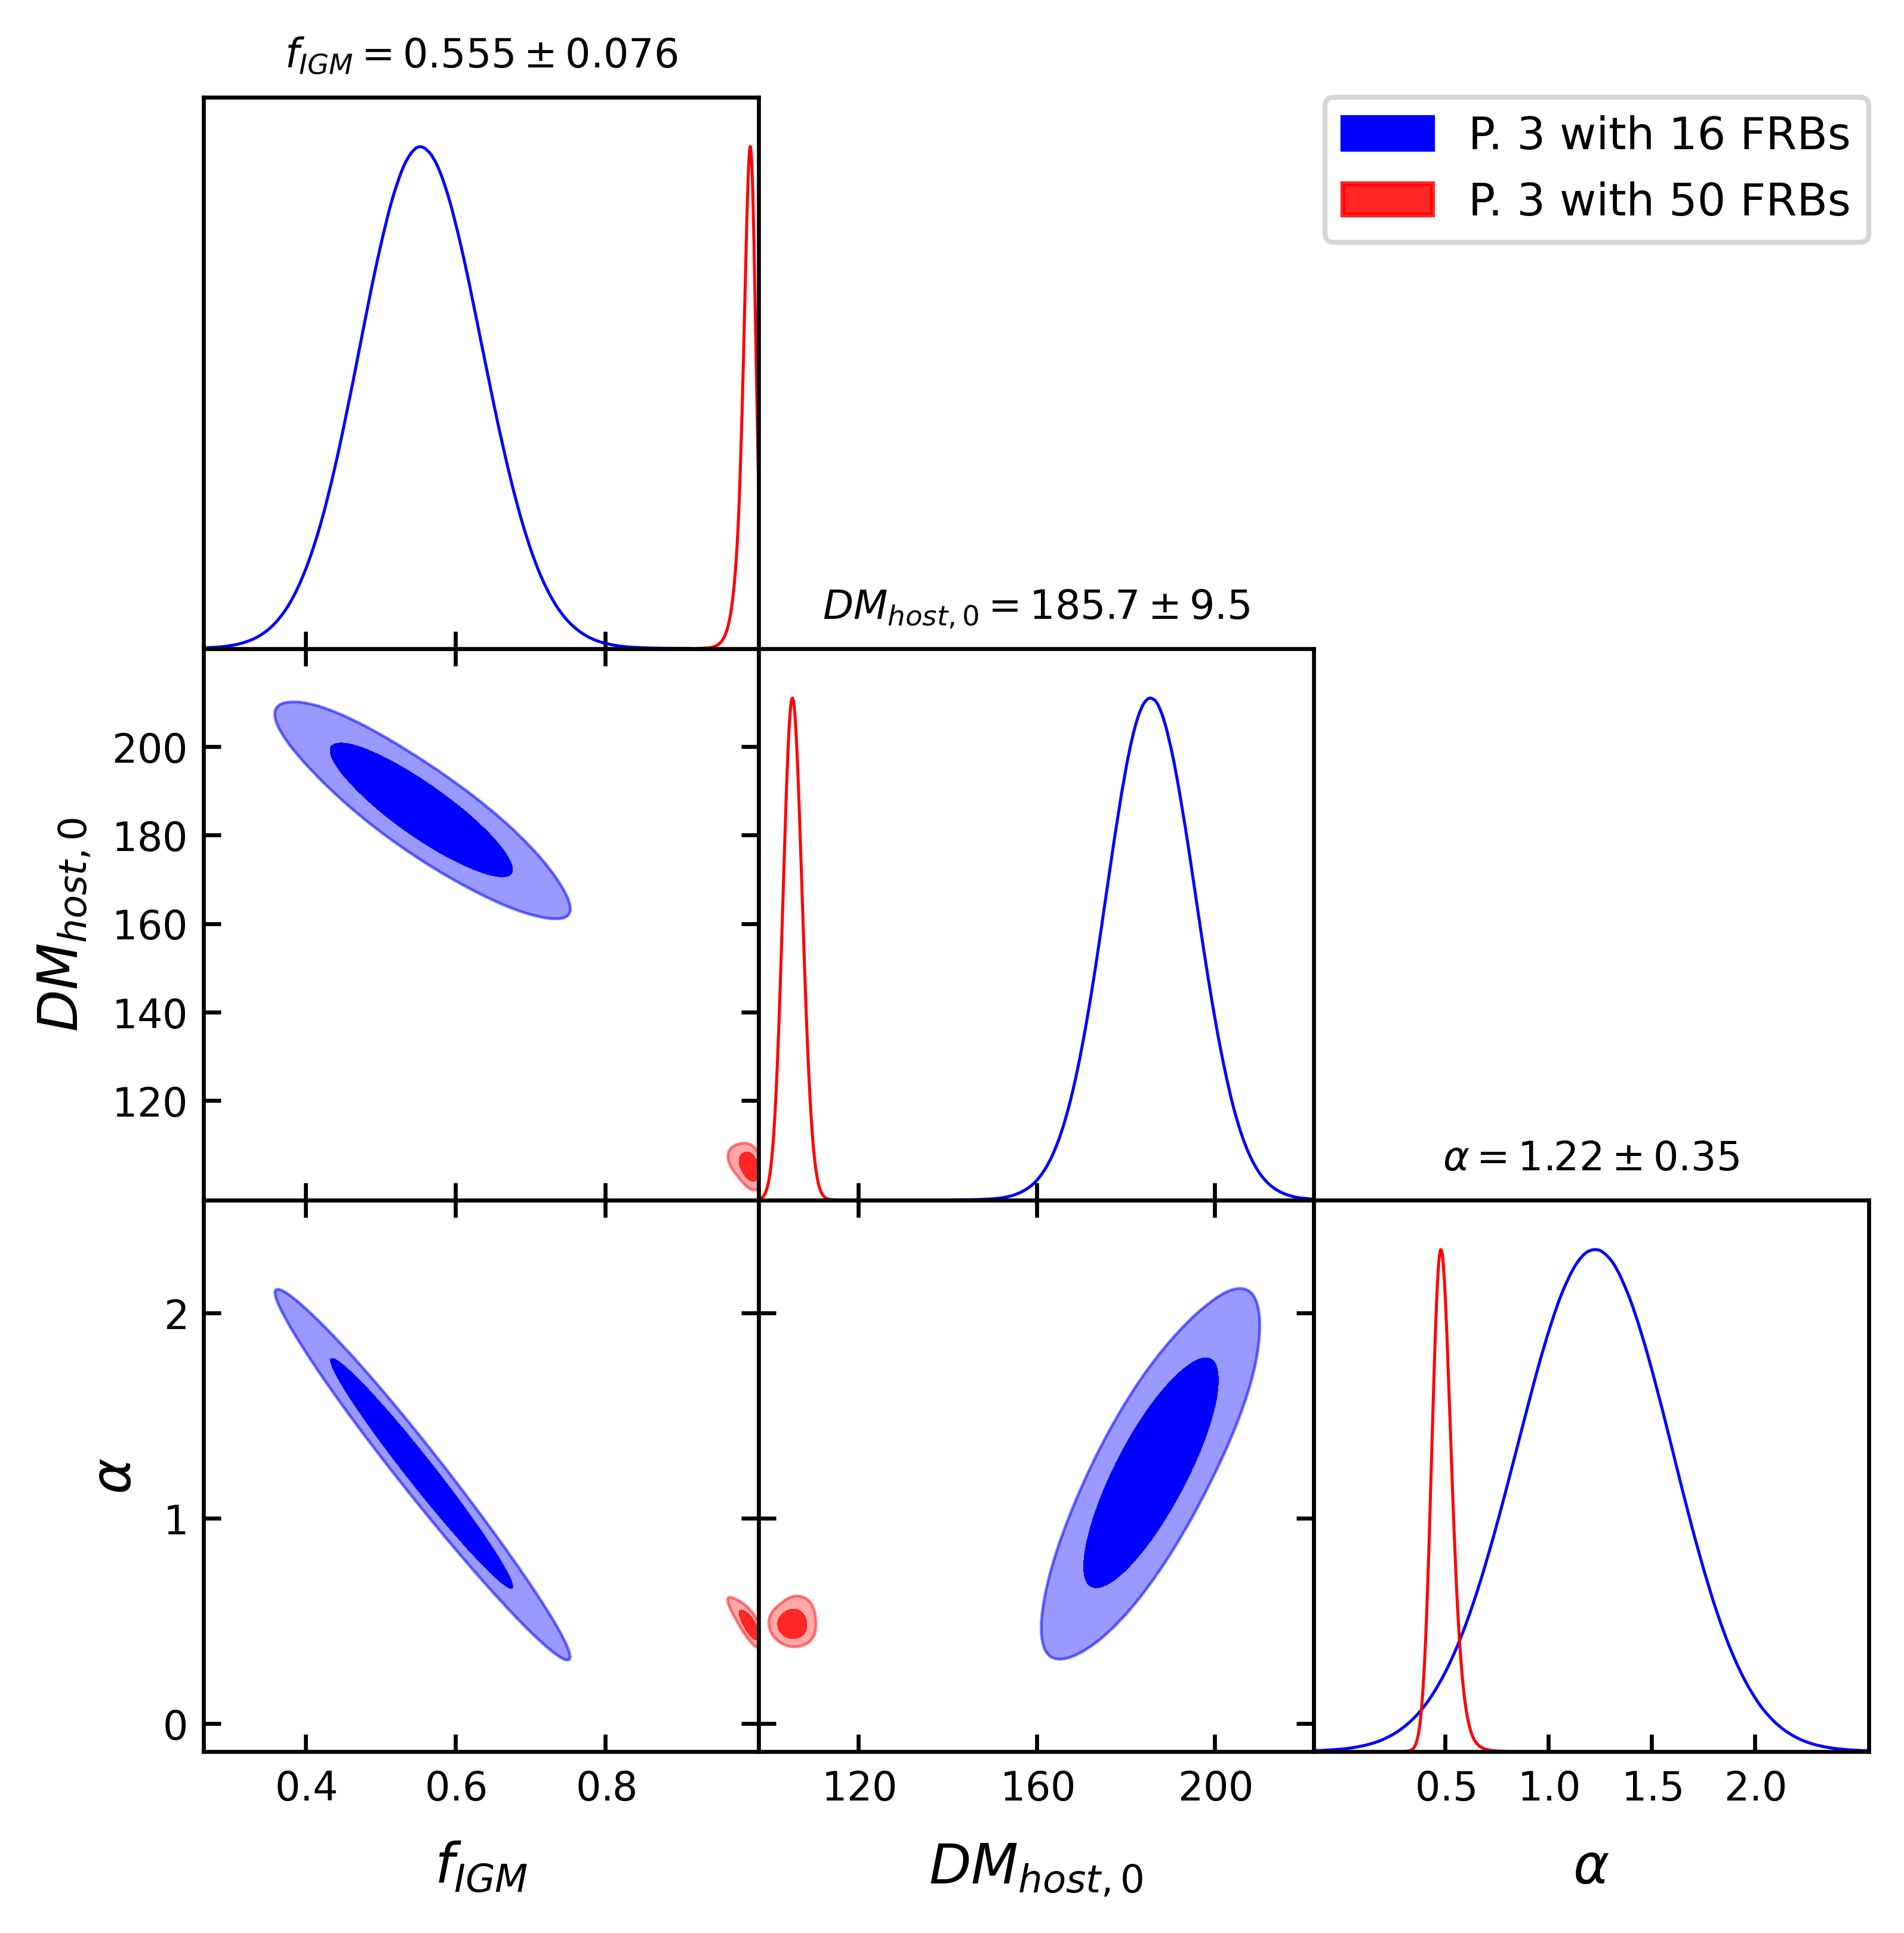 f_IGM = 0.555 ± 0.076
P. 3 with 16 FRBs
P. 3 with 50 FRBs
DM_host, 0 = 185.7 ± 9.5
200
180
160
140
120
DM_host, 0
α = 1.22 ± 0.35
2
1
0
α
0.4 0.6 0.8
120 160 200
0.5 1.0 1.5 2.0
f_IGM
DM_host, 0
α